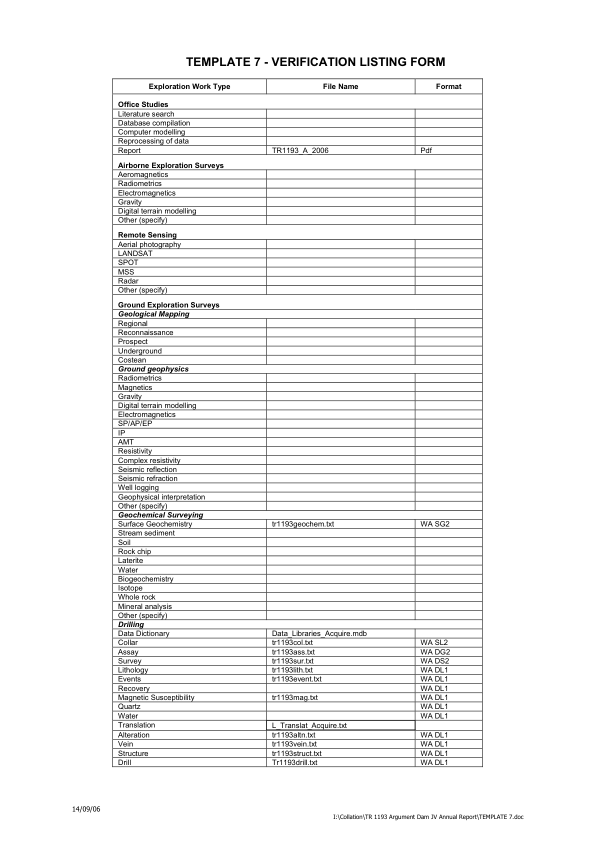 TEMPLATE 7 - VERIFICATION LISTING FORM
Exploration Work Type File Name Format
Office Studies
Literature search
Database compilation
Computer modelling
Reprocessing of data
Report TR1193_A_2006 Pdf
Airborne Exploration Surveys
Aeromagnetics
Radiometrics
Electromagnetics
Gravity
Digital terrain modelling
Other (specify)
Remote Sensing
Aerial photography
LANDSAT
SPOT
MSS
Radar
Other (specify)
Ground Exploration Surveys
Geological Mapping
Regional
Reconnaissance
Prospect
Underground
Costean
Ground geophysics
Radiometrics
Magnetics
Gravity
Digital terrain modelling
Electromagnetics
SP/AP/EP
IP
AMT
Resistivity
Complex resistivity
Seismic reflection
Seismic refraction
Well logging
Geophysical interpretation
Other (specify)
Geochemical Surveying
Surface Geochemistry tr1193geochem.txt WA SG2
Stream sediment
Soil
Rock chip
Laterite
Water
Biogeochemistry
Isotope
Whole rock
Mineral analysis
Other (specify)
Drilling
Data Dictionary Data_Libraries_Acquire.mdb
Collar tr1193col.txt WA SL2
Assay tr1193ass.txt WA DG2
Survey tr1193sur.txt WA DS2
Lithology tr1193lith.txt WA DL1
Events tr1193event.txt WA DL1
Recovery WA DL1
Magnetic Susceptibility tr1193mag.txt WA DL1
Quartz WA DL1
Water WA DL1
Translation L_Translat_Acquire.txt
Alteration tr1193altn.txt WA DL1
Vein tr1193vein.txt WA DL1
Structure tr1193struct.txt WA DL1
Drill Tr1193drill.txt WA DL1
14/09/06
I:\Collation\TR 1193 Argument Dam JV Annual Report\TEMPLATE 7.doc